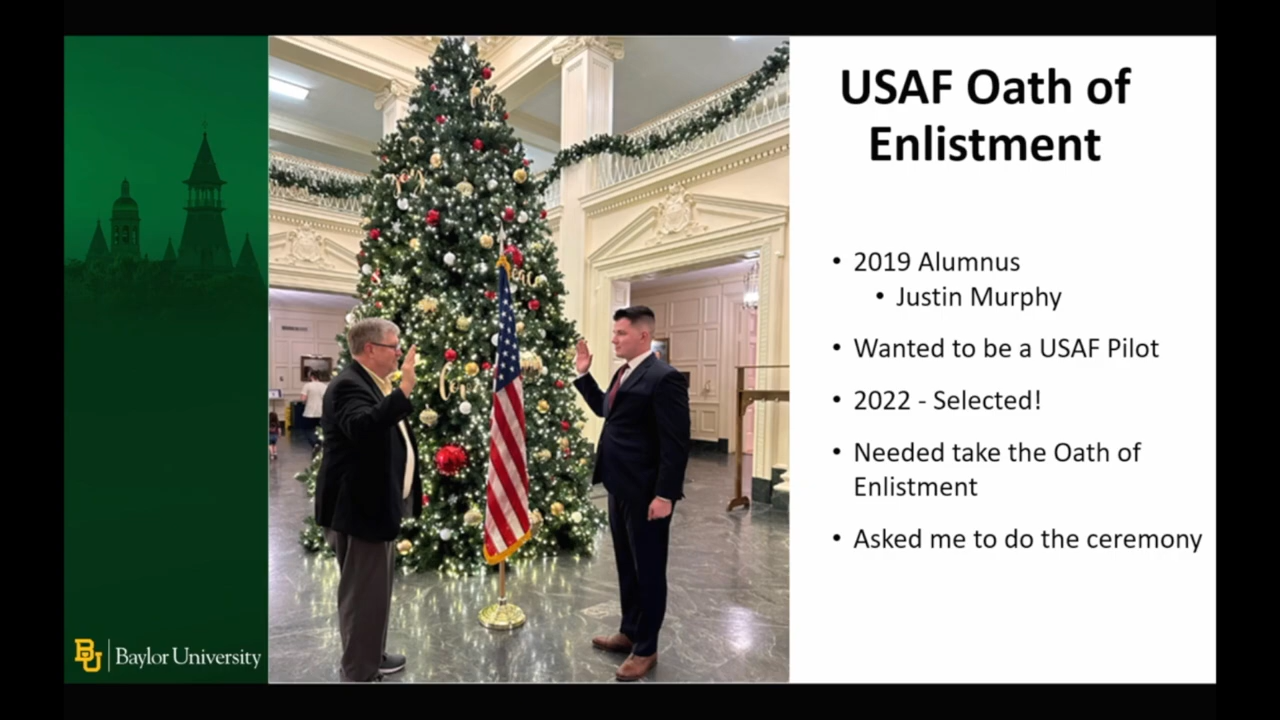 USAF Oath of
Enlistment
• 2019 Alumnus
• Justin Murphy
• Wanted to be a USAF Pilot
• 2022 - Selected!
• Needed take the Oath of
Enlistment
• Asked me to do the ceremony
BU Baylor University